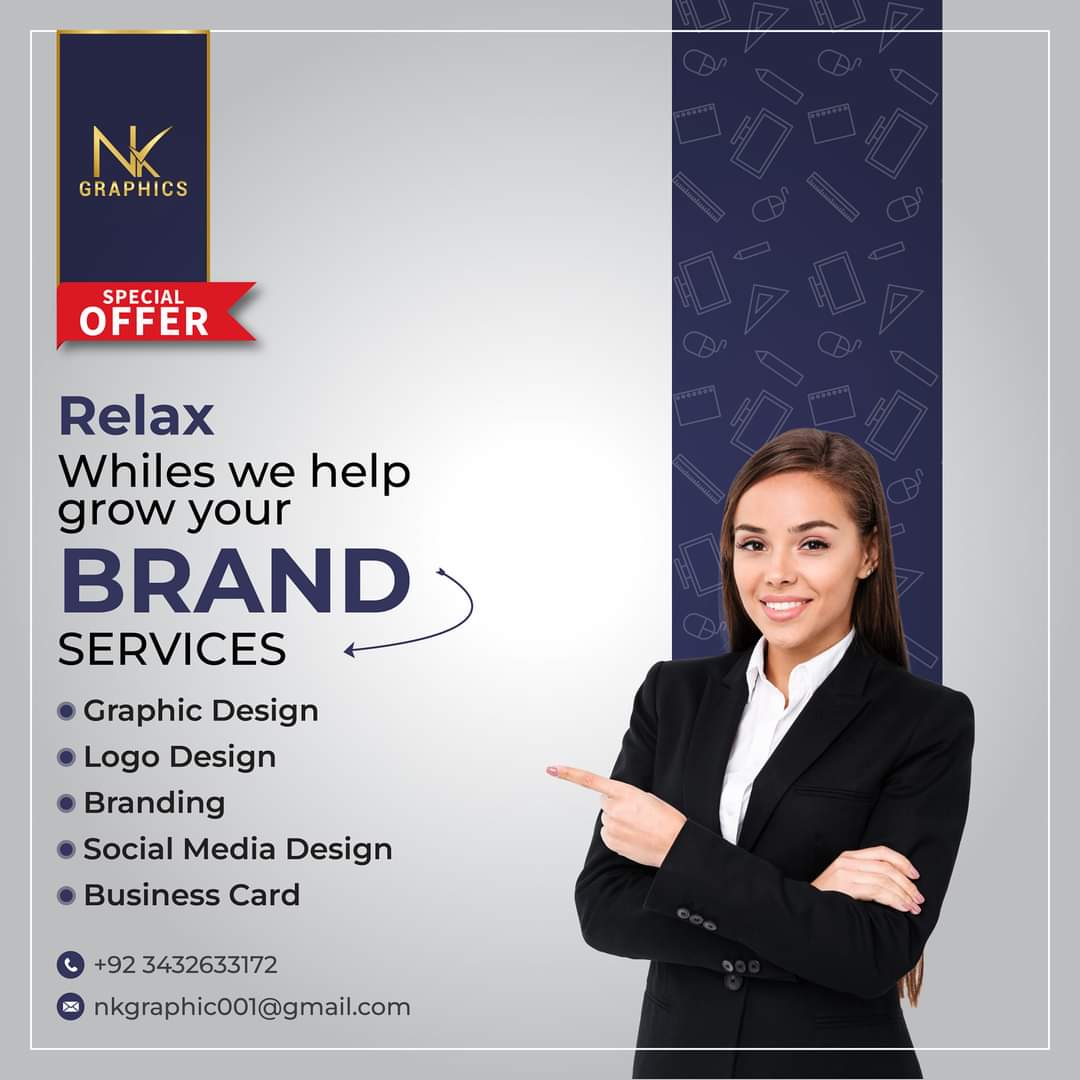 NK
GRAPHICS
SPECIAL
OFFER
Relax
Whiles we help
grow your
BRAND
SERVICES
Graphic Design
Logo Design
Branding
Social Media Design
Business Card
+92 3432633172
nkgraphic001@gmail.com